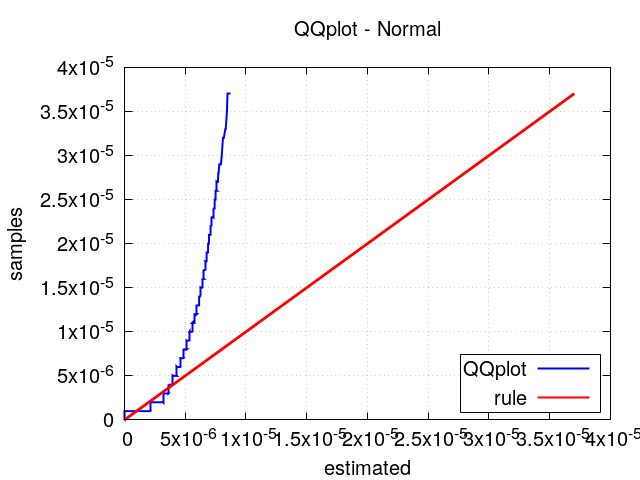 QQplot - Normal
4x10⁻⁵
3.5x10⁻⁵
3x10⁻⁵
2.5x10⁻⁵
2x10⁻⁵
1.5x10⁻⁵
1x10⁻⁵
5x10⁻⁶
0
samples
QQplot
rule
0 5x10⁻⁶ 1x10⁻⁵ 1.5x10⁻⁵ 2x10⁻⁵ 2.5x10⁻⁵ 3x10⁻⁵ 3.5x10⁻⁵ 4x10⁻⁵
estimated